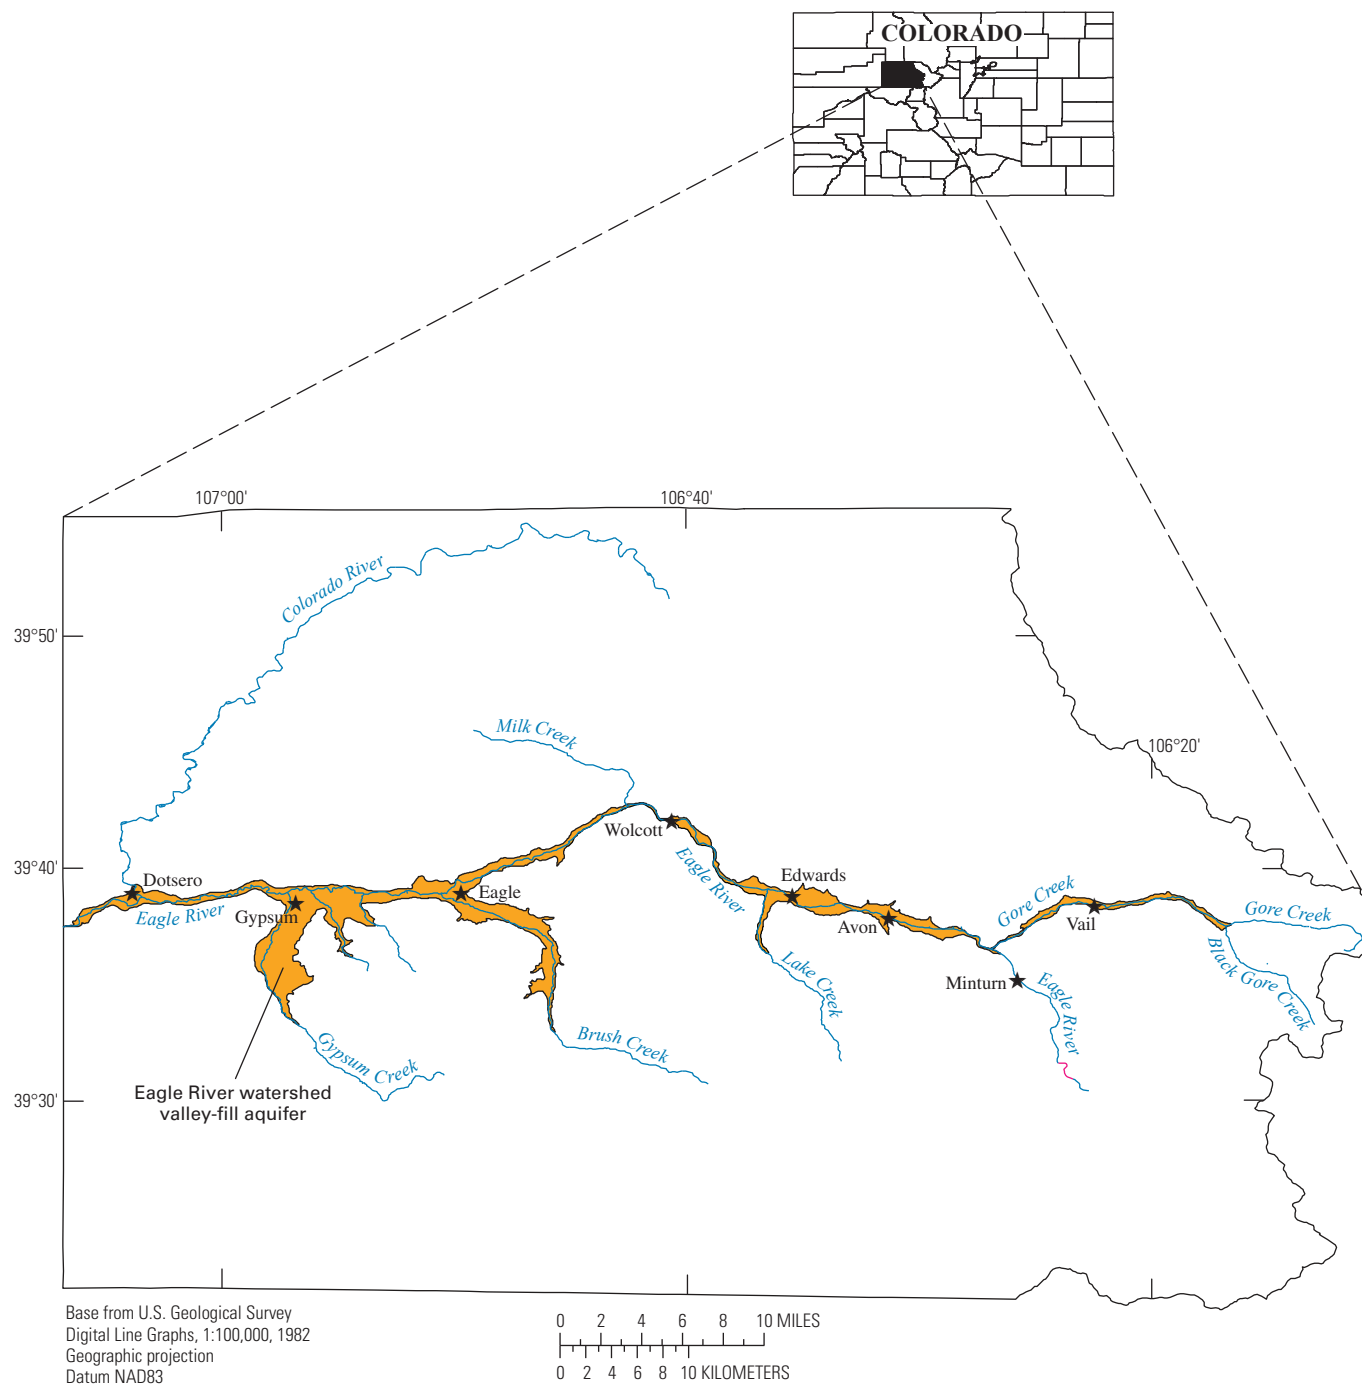 COLORADO
107°00'
106°40'
Colorado River
39°50'
Milk Creek
106°20'
Wolcott
39°40'
Dotsero
Eagle River
Gypsum
Eagle
Eagle River
Edwards
Avon
Gore Creek
Vail
Gore Creek
Black Gore Creek
Lake Creek
Minturn
Eagle River
Gypsum Creek
Brush Creek
Eagle River watershed
valley-fill aquifer
39°30'
Base from U.S. Geological Survey
Digital Line Graphs, 1:100,000, 1982
Geographic projection
Datum NAD83
0 2 4 6 8 10 MILES
0 2 4 6 8 10 KILOMETERS